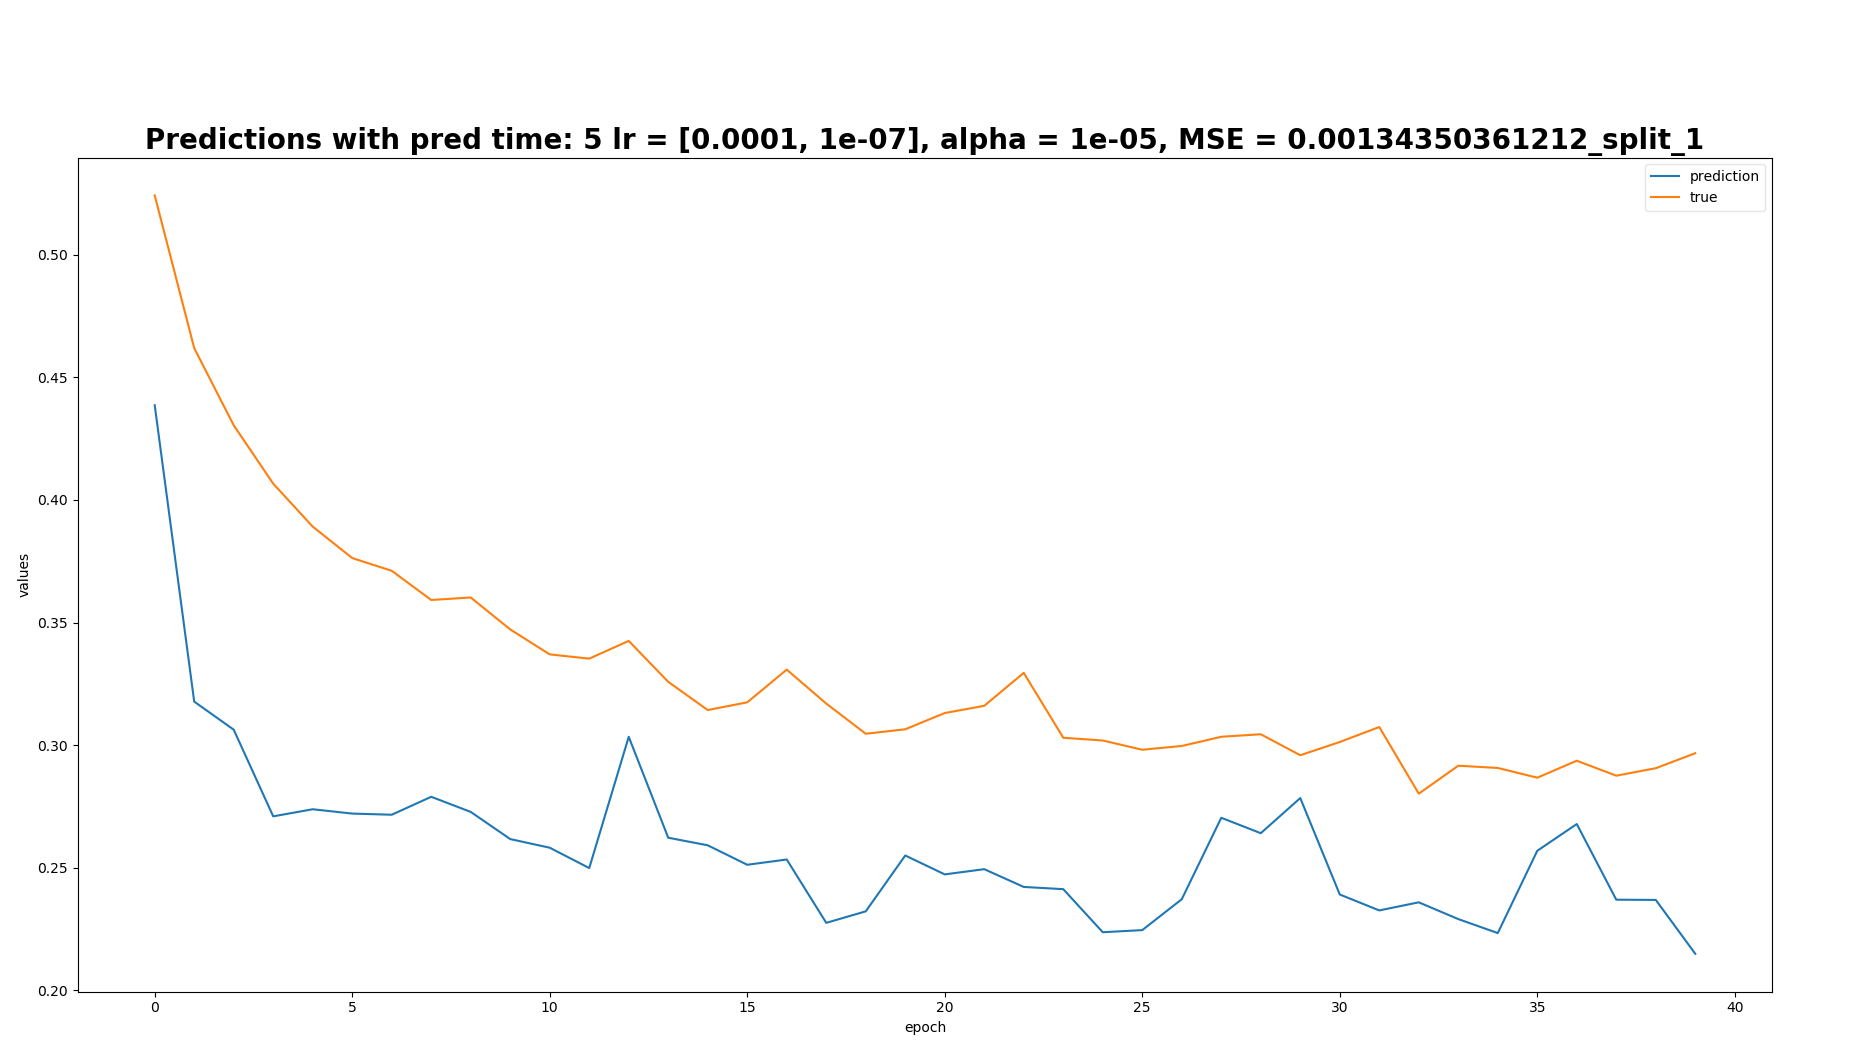 Predictions with pred time: 5 lr = [0.0001, 1e-07], alpha = 1e-05, MSE = 0.00134350361212_split_1
prediction
true
0.50
0.45
0.40
0.35
0.30
0.25
0.20
values
0 5 10 15 20 25 30 35 40
epoch